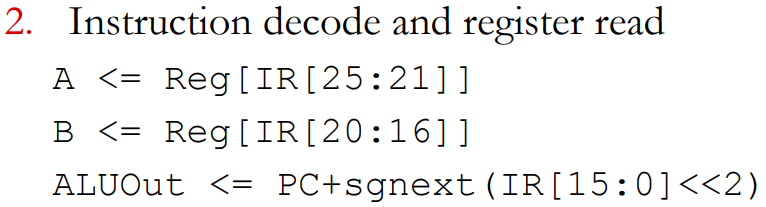 2. Instruction decode and register read
A <= Reg[IR[25:21]]
B <= Reg[IR[20:16]]
ALUOut <= PC+sgnext(IR[15:0]<<2)